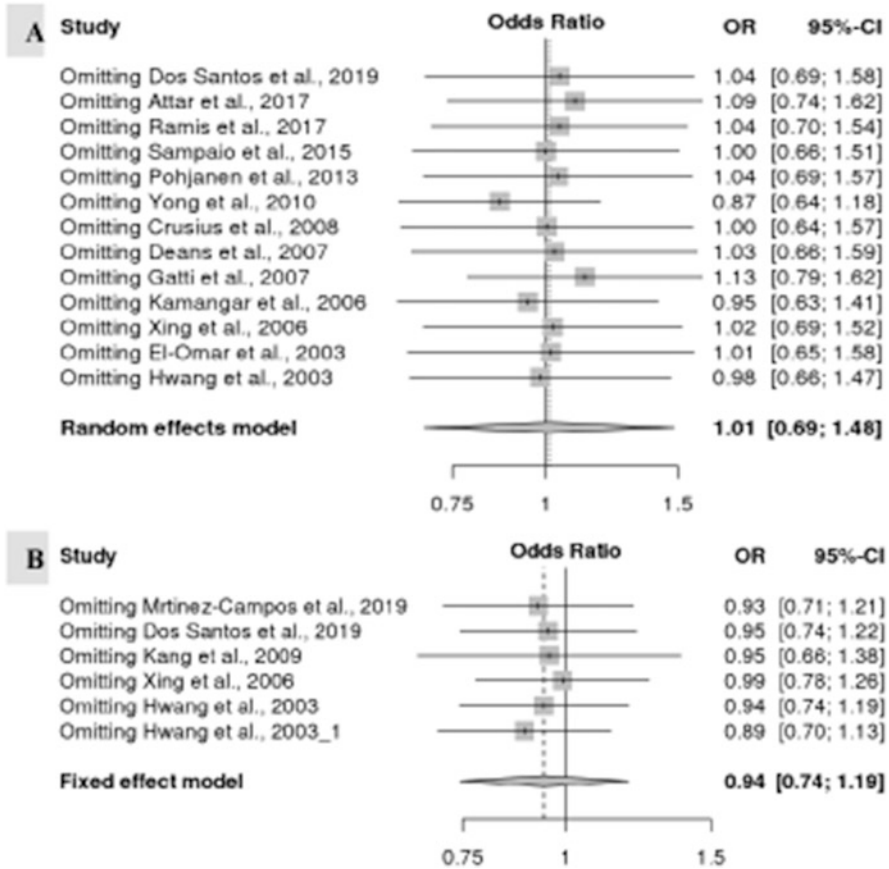 A Study Odds Ratio OR 95%-CI
Omitting Dos Santos et al., 2019 1.04 [0.69; 1.58]
Omitting Attar et al., 2017 1.09 [0.74; 1.62]
Omitting Ramis et al., 2017 1.04 [0.70; 1.54]
Omitting Sampaio et al., 2015 1.00 [0.66; 1.51]
Omitting Pohjanen et al., 2013 1.04 [0.69; 1.57]
Omitting Yong et al., 2010 0.87 [0.64; 1.18]
Omitting Crusius et al., 2008 1.00 [0.64; 1.57]
Omitting Deans et al., 2007 1.03 [0.66; 1.59]
Omitting Gatti et al., 2007 1.13 [0.79; 1.62]
Omitting Kamangar et al., 2006 0.95 [0.63; 1.41]
Omitting Xing et al., 2006 1.02 [0.69; 1.52]
Omitting El-Omar et al., 2003 1.01 [0.65; 1.58]
Omitting Hwang et al., 2003 0.98 [0.66; 1.47]
Random effects model 1.01 [0.69; 1.48]
0.75 1 1.5
B Study Odds Ratio OR 95%-CI
Omitting Mrtinez-Campos et al., 2019 0.93 [0.71; 1.21]
Omitting Dos Santos et al., 2019 0.95 [0.74; 1.22]
Omitting Kang et al., 2009 0.95 [0.66; 1.38]
Omitting Xing et al., 2006 0.99 [0.78; 1.26]
Omitting Hwang et al., 2003 0.94 [0.74; 1.19]
Omitting Hwang et al., 2003_1 0.89 [0.70; 1.13]
Fixed effect model 0.94 [0.74; 1.19]
0.75 1 1.5